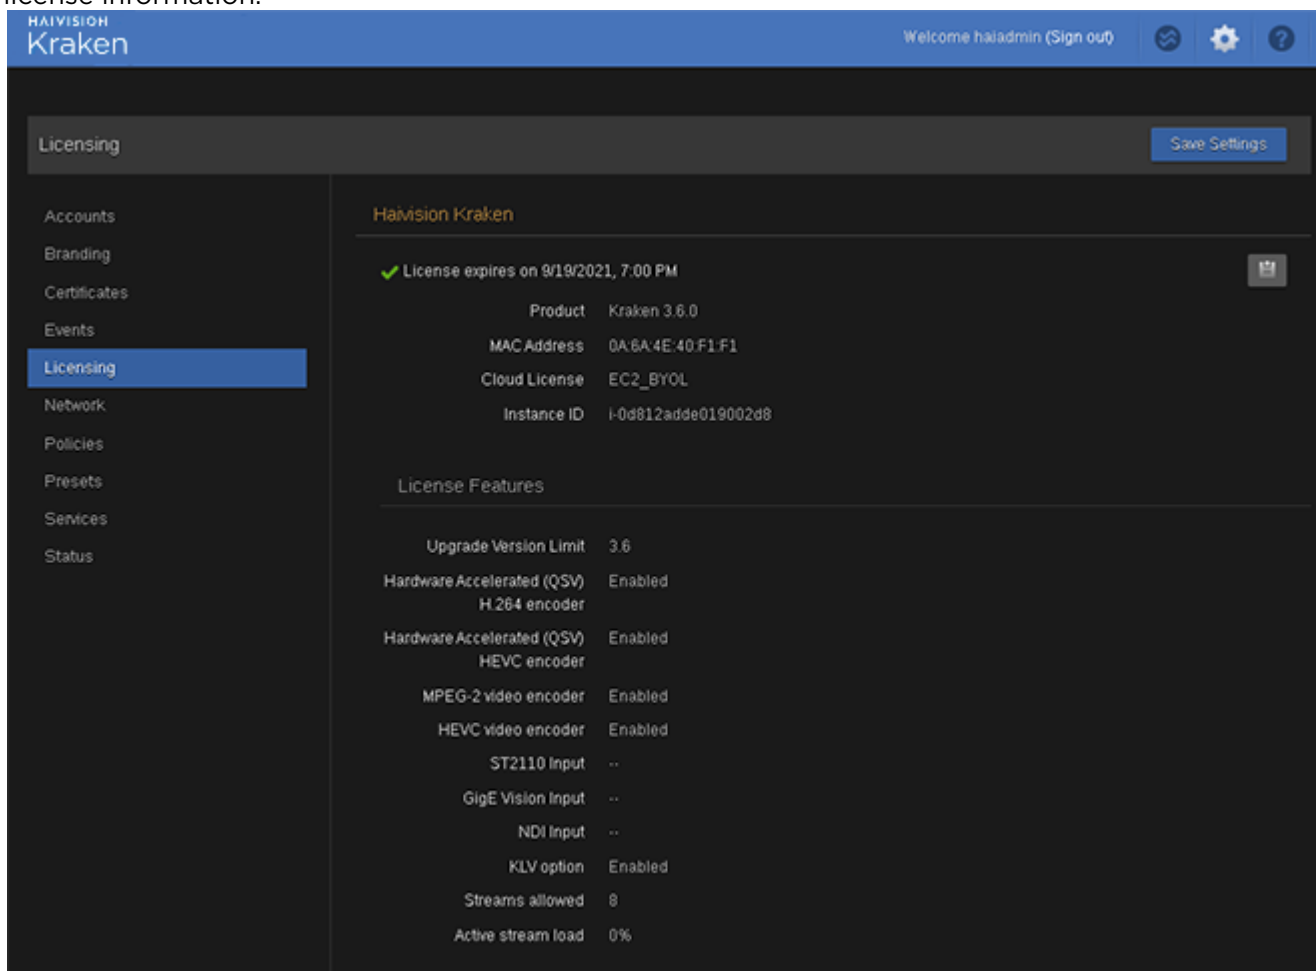 license information.
HAIVISION
Kraken
Welcome haiadmin (Sign out)
Licensing
Save Settings
Accounts
Branding
Certificates
Events
Licensing
Network
Policies
Presets
Services
Status
Haivision Kraken
License expires on 9/19/2021, 7:00 PM
Product Kraken 3.6.0
MAC Address 0A:6A:4E:40:F1:F1
Cloud License EC2_BYOL
Instance ID i-0d812adde019002d8
License Features
Upgrade Version Limit 3.6
Hardware Accelerated (QSV) Enabled
H.264 encoder
Hardware Accelerated (QSV) Enabled
HEVC encoder
MPEG-2 video encoder Enabled
HEVC video encoder Enabled
ST2110 Input --
GigE Vision Input --
NDI Input --
KLV option Enabled
Streams allowed 8
Active stream load 0%